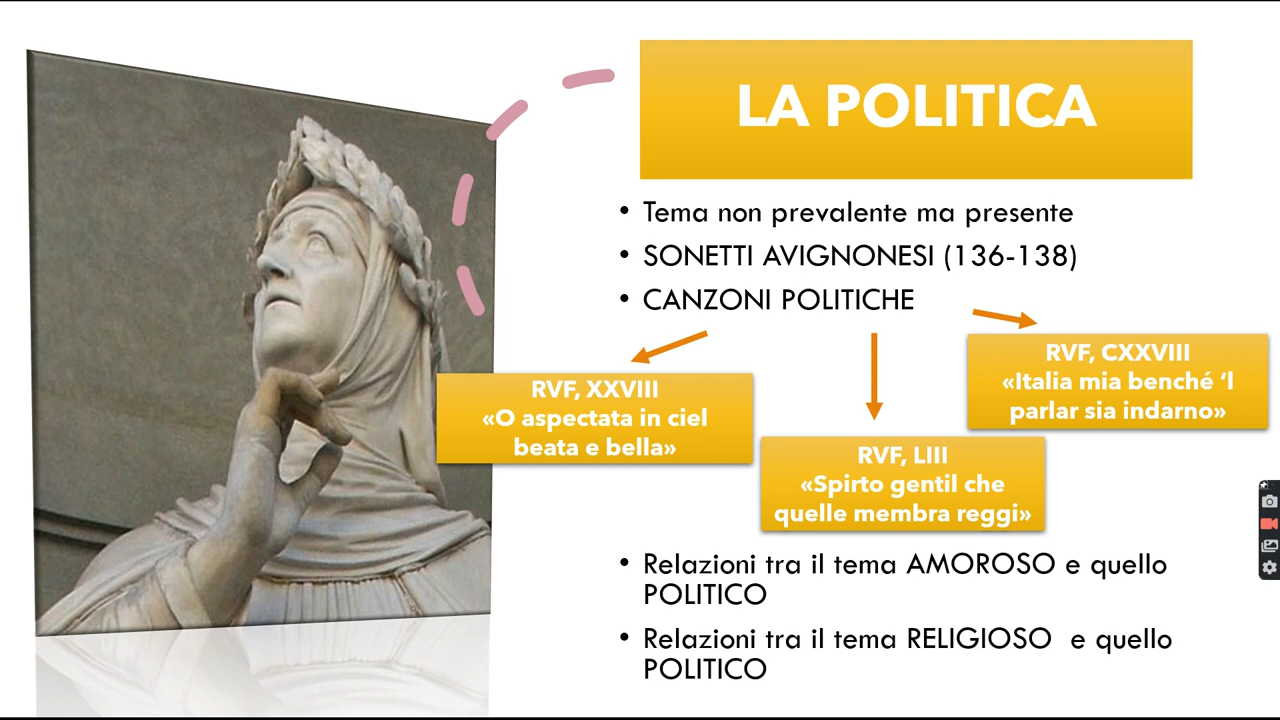 LA POLITICA
• Tema non prevalente ma presente
• SONETTI AVIGNONESI (136-138)
• CANZONI POLITICHE
RVF, XXVIII
«O aspectata in ciel
beata e bella»
RVF, LIII
«Spirto gentil che
quelle membra reggi»
RVF, CXXVIII
«Italia mia benché ‘l
parlar sia indarno»
• Relazioni tra il tema AMOROSO e quello
POLITICO
• Relazioni tra il tema RELIGIOSO e quello
POLITICO